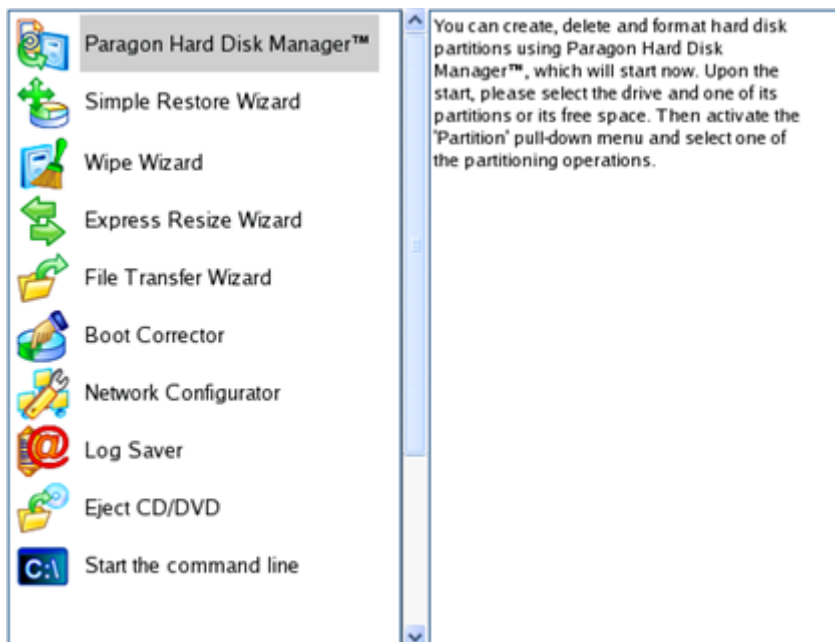 Paragon Hard Disk Manager™
Simple Restore Wizard
Wipe Wizard
Express Resize Wizard
File Transfer Wizard
Boot Corrector
Network Configurator
Log Saver
Eject CD/DVD
C:\
Start the command line
You can create, delete and format hard disk
partitions using Paragon Hard Disk
Manager™, which will start now. Upon the
start, please select the drive and one of its
partitions or its free space. Then activate the
'Partition' pull-down menu and select one of
the partitioning operations.